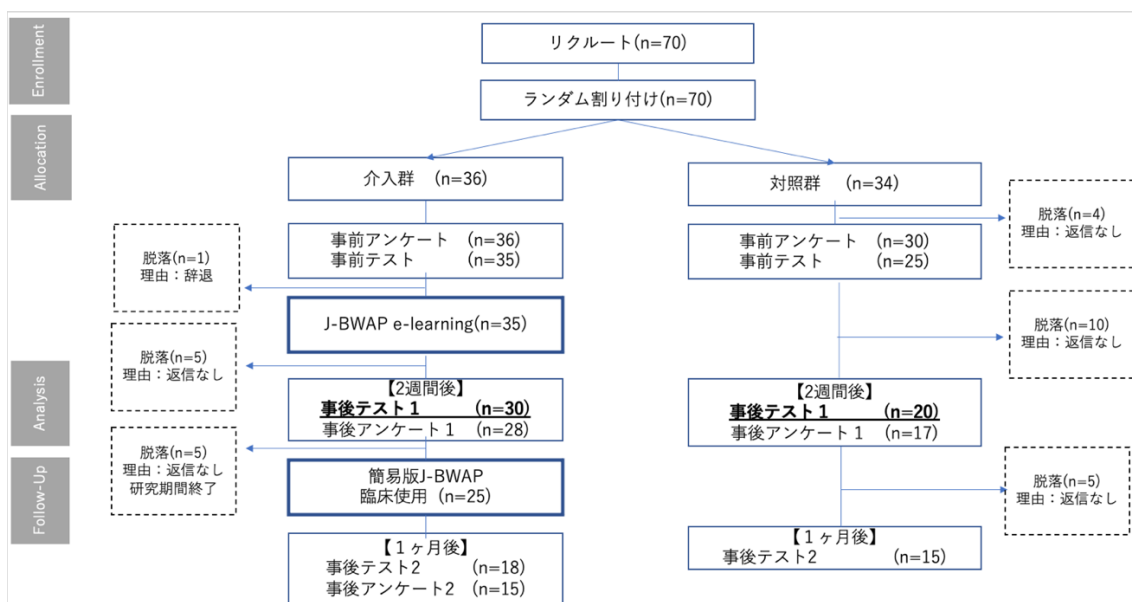 Enrollment
リクルート(n=70)
ランダム割り付け(n=70)
Allocation
介入群 (n=36)
対照群 (n=34)
脱落(n=4)
理由：返信なし
事前アンケート (n=36)
事前テスト (n=35)
事前アンケート (n=30)
事前テスト (n=25)
脱落(n=1)
理由：辞退
J-BWAP e-learning(n=35)
脱落(n=10)
理由：返信なし
脱落(n=5)
理由：返信なし
Analysis
【2週間後】
事後テスト１ (n=30)
事後アンケート１ (n=28)
【2週間後】
事後テスト１ (n=20)
事後アンケート１ (n=17)
脱落(n=5)
理由：返信なし
研究期間終了
Follow-Up
簡易版J-BWAP
臨床使用 (n=25)
脱落(n=5)
理由：返信なし
【１ヶ月後】
事後テスト2 (n=18)
事後アンケート2 (n=15)
【１ヶ月後】
事後テスト2 (n=15)